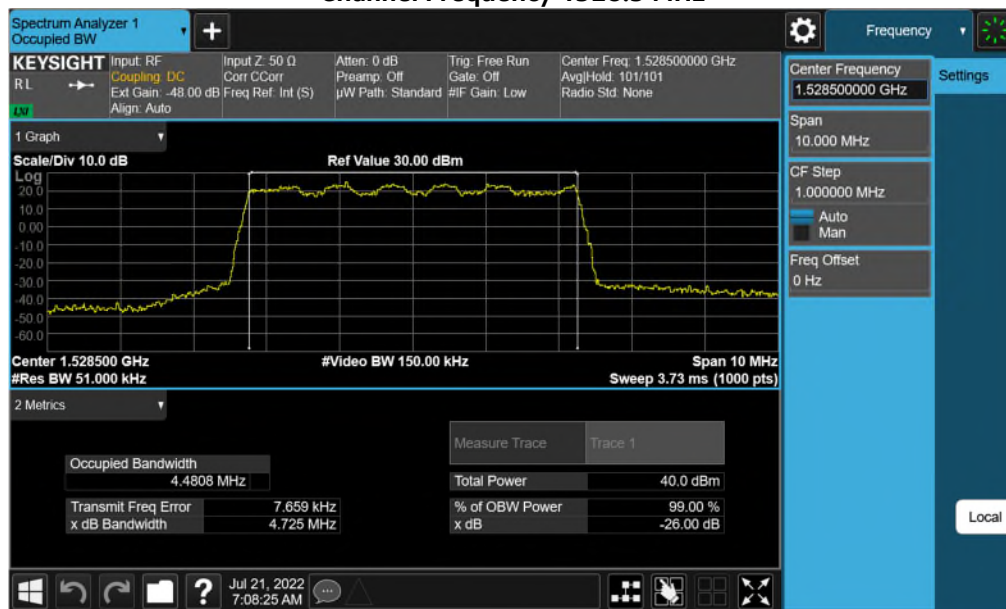 Spectrum Analyzer 1
Occupied BW
Frequency
KEYSIGHT
RL
LXI
Input: RF
Coupling: DC
Ext Gain: -48.00 dB
Align: Auto
Input Z: 50 Ω
Corr CCorr
Freq Ref: Int (S)
Atten: 0 dB
Preamp: Off
µW Path: Standard
Trig: Free Run
Gate: Off
#IF Gain: Low
Center Freq: 1.528500000 GHz
Avg|Hold: 101/101
Radio Std: None
Center Frequency
1.528500000 GHz
Settings
Span
10.000 MHz
CF Step
1.000000 MHz
Auto
Man
Freq Offset
0 Hz
Local
1 Graph
Scale/Div 10.0 dB
Ref Value 30.00 dBm
Log
20.0
10.0
0.00
-10.0
-20.0
-30.0
-40.0
-50.0
-60.0
Center 1.528500 GHz
#Video BW 150.00 kHz
Span 10 MHz
#Res BW 51.000 kHz
Sweep 3.73 ms (1000 pts)
2 Metrics
Measure Trace
Trace 1
Occupied Bandwidth
4.4808 MHz
Total Power
40.0 dBm
Transmit Freq Error
7.659 kHz
% of OBW Power
99.00 %
x dB Bandwidth
4.725 MHz
x dB
-26.00 dB
Jul 21, 2022
7:08:25 AM